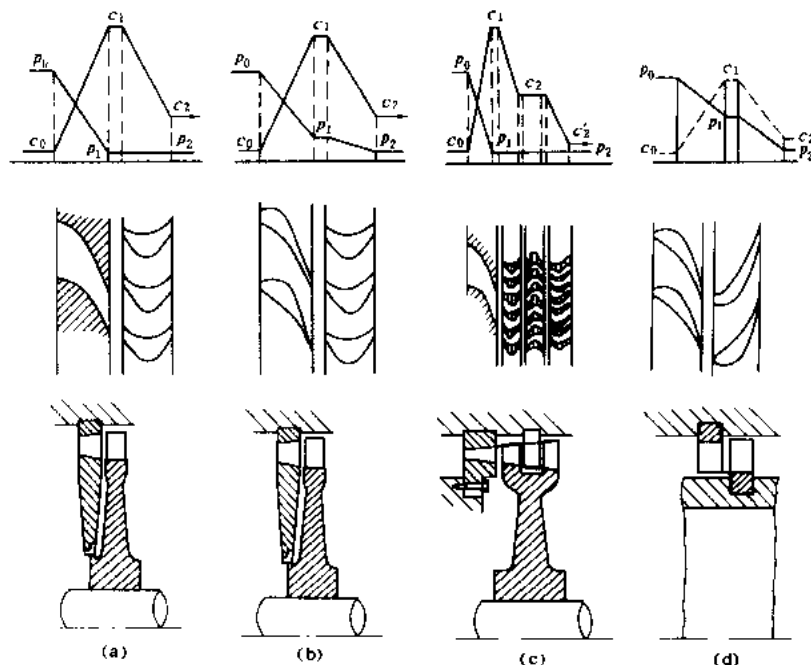 c₁
p₀
c₂
c₀
p₁
p₂
c₁
p₀
p₁
c₂
c₀
p₂
c₁
p₀
c₂
c₂′
c₀
p₁
p₂
p₀
c₁
p₁
c₂
c₀
p₂
(a)
(b)
(c)
(d)